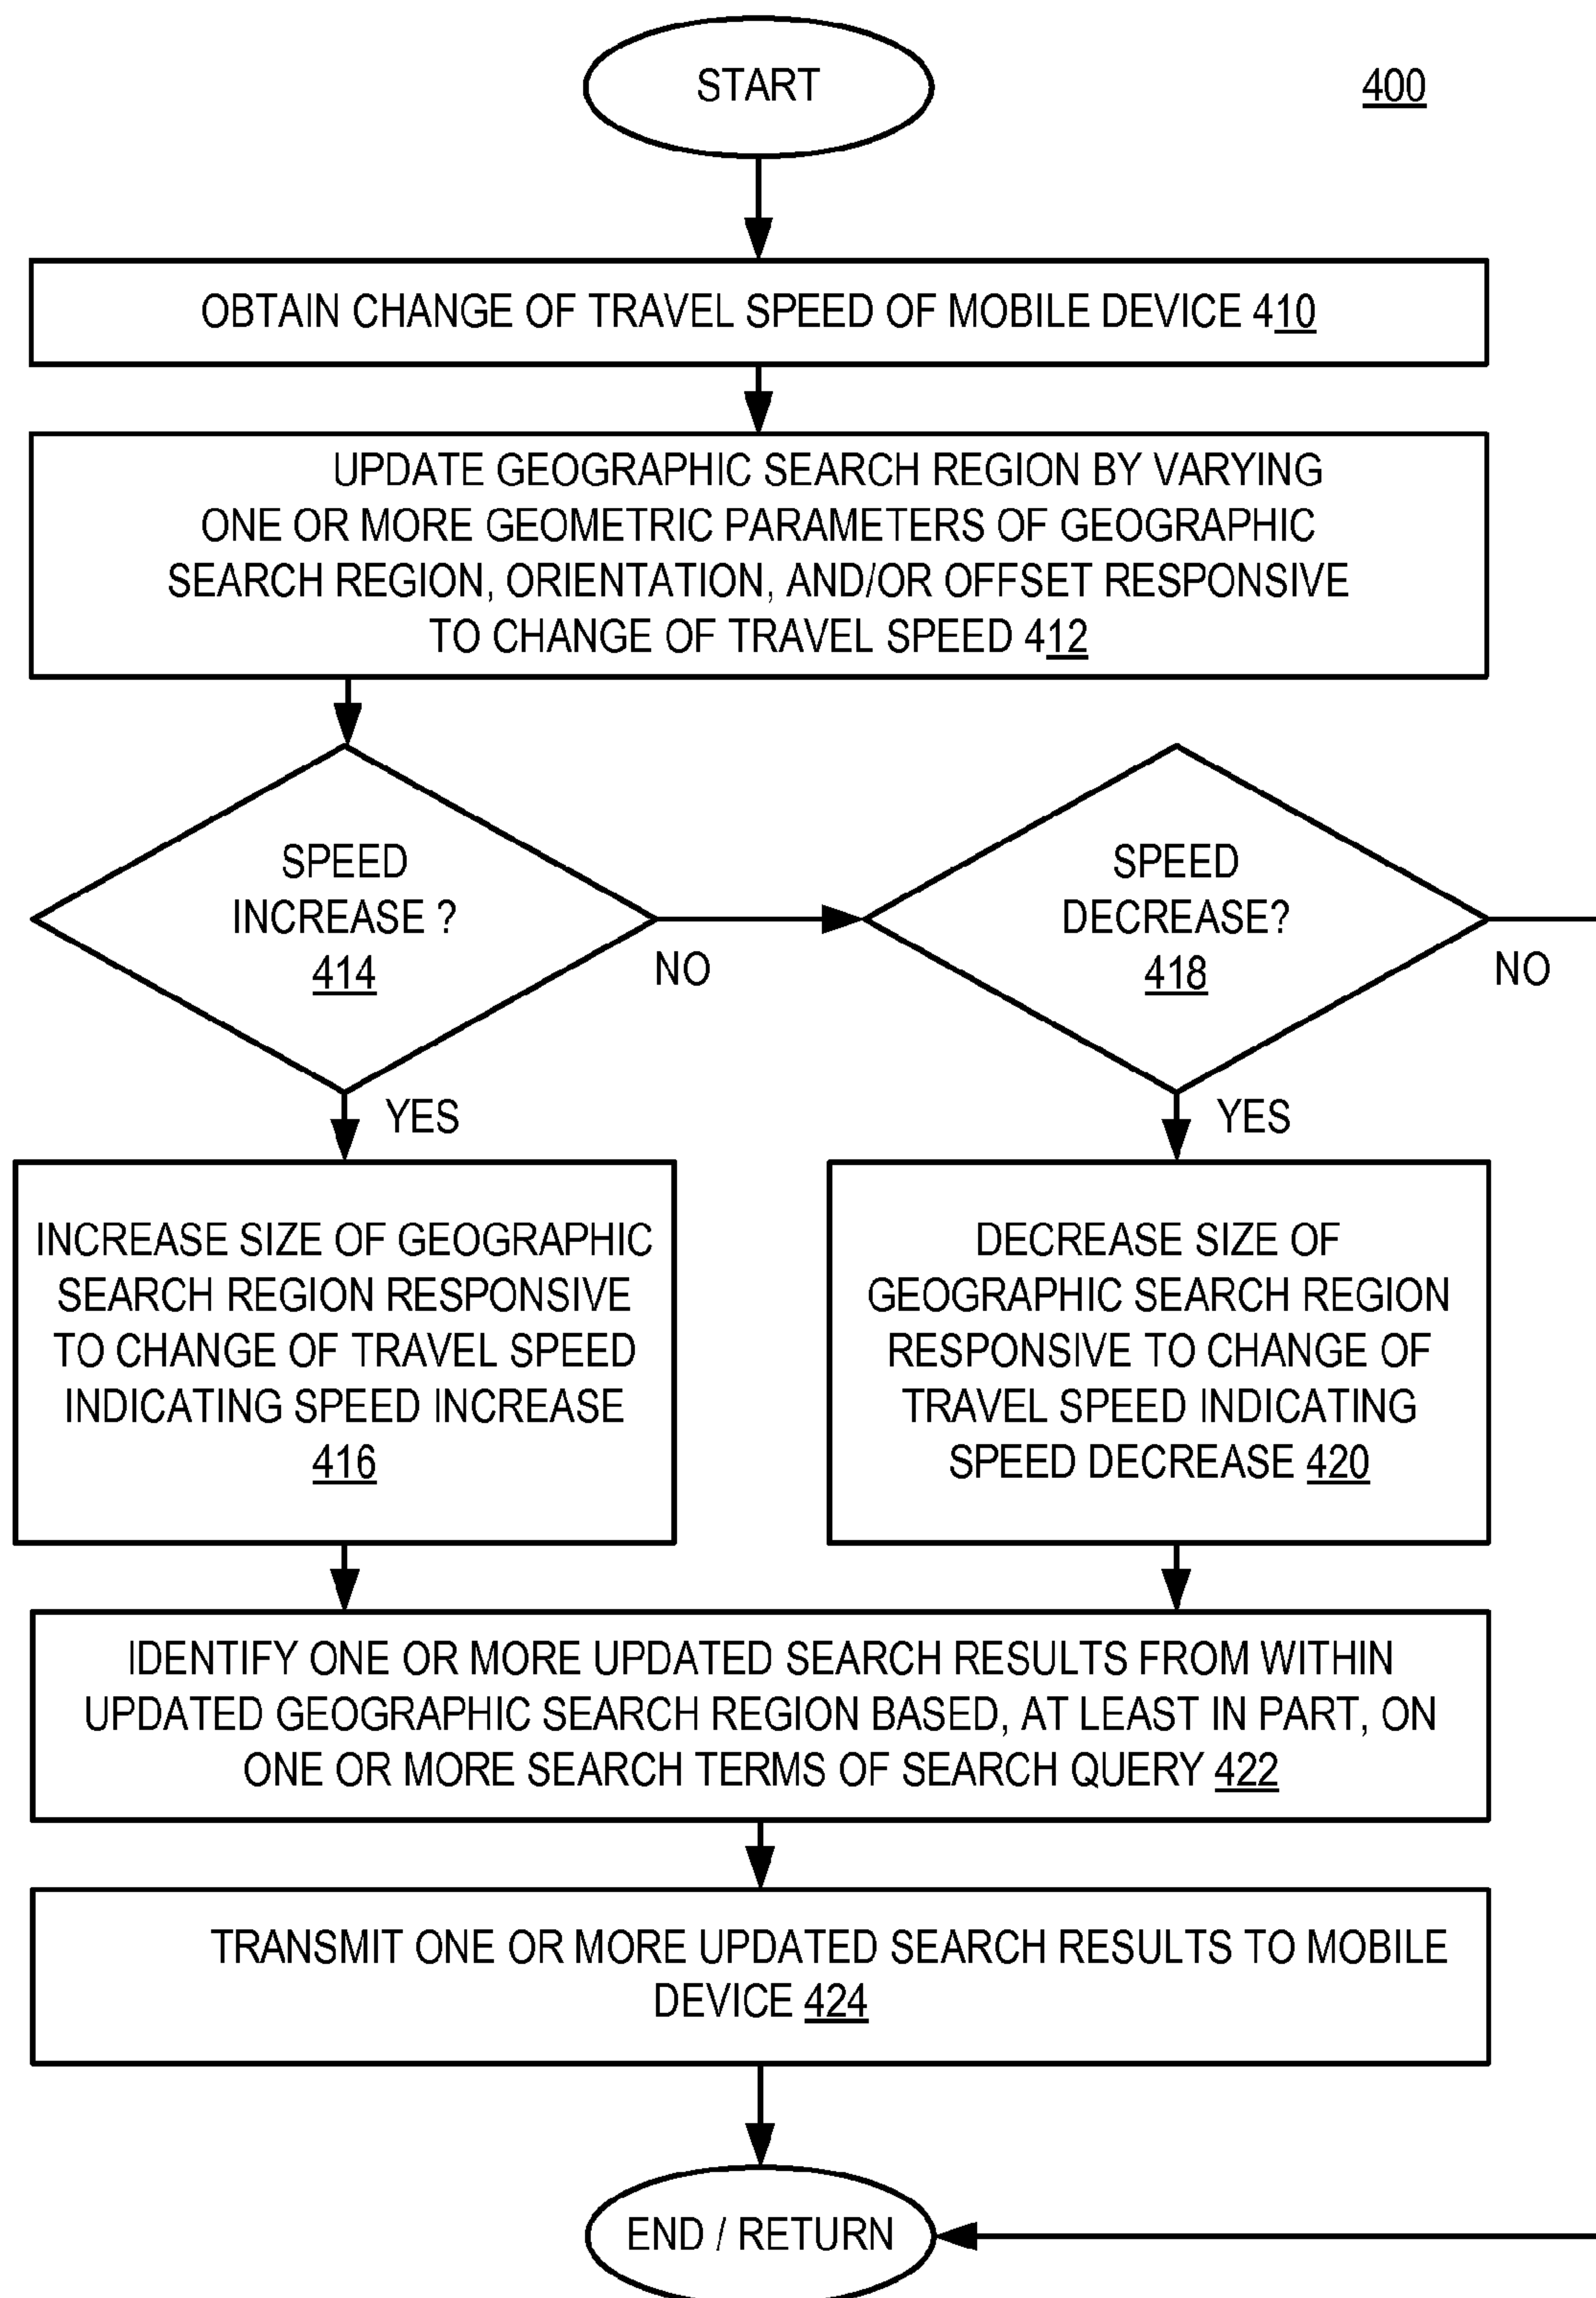 START
400
OBTAIN CHANGE OF TRAVEL SPEED OF MOBILE DEVICE 410
UPDATE GEOGRAPHIC SEARCH REGION BY VARYING
ONE OR MORE GEOMETRIC PARAMETERS OF GEOGRAPHIC
SEARCH REGION, ORIENTATION, AND/OR OFFSET RESPONSIVE
TO CHANGE OF TRAVEL SPEED 412
SPEED
INCREASE ?
414
NO
YES
SPEED
DECREASE?
418
NO
YES
INCREASE SIZE OF GEOGRAPHIC
SEARCH REGION RESPONSIVE
TO CHANGE OF TRAVEL SPEED
INDICATING SPEED INCREASE
416
DECREASE SIZE OF
GEOGRAPHIC SEARCH REGION
RESPONSIVE TO CHANGE OF
TRAVEL SPEED INDICATING
SPEED DECREASE 420
IDENTIFY ONE OR MORE UPDATED SEARCH RESULTS FROM WITHIN
UPDATED GEOGRAPHIC SEARCH REGION BASED, AT LEAST IN PART, ON
ONE OR MORE SEARCH TERMS OF SEARCH QUERY 422
TRANSMIT ONE OR MORE UPDATED SEARCH RESULTS TO MOBILE
DEVICE 424
END / RETURN